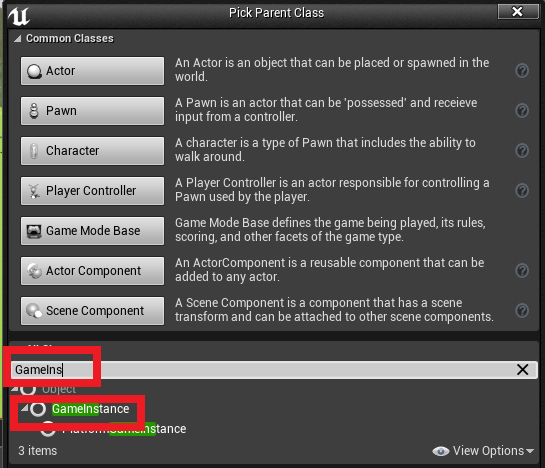 Pick Parent Class
Common Classes
Actor
An Actor is an object that can be placed or spawned in the
world.
Pawn
A Pawn is an actor that can be 'possessed' and receieve
input from a controller.
Character
A character is a type of Pawn that includes the ability to
walk around.
Player Controller
A Player Controller is an actor responsible for controlling a
Pawn used by the player.
Game Mode Base
Game Mode Base defines the game being played, its rules,
scoring, and other facets of the game type.
Actor Component
An ActorComponent is a reusable component that can be
added to any actor.
Scene Component
A Scene Component is a component that has a scene
transform and can be attached to other scene components.
GameIns
Object
GameInstance
PlatformGameInstance
3 items
View Options